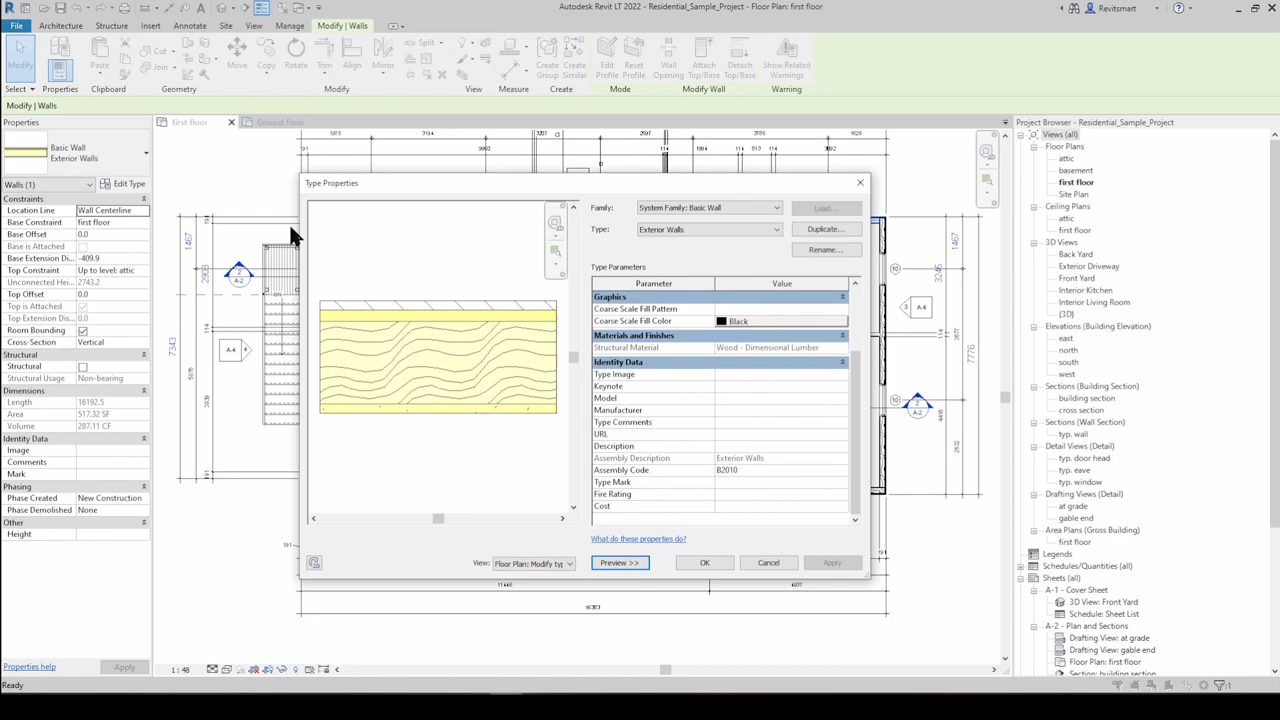 Autodesk Revit LT 2022 - Residential_Sample_Project - Floor Plan: first floor
Revitsmart
File Architecture Structure Insert Annotate Site View Manage Modify | Walls
Modify Paste Cut Join Move Copy Rotate Trim Align Mirror Split
Create Group
Create Similar
Edit Profile
Reset Profile
Wall Opening
Attach Top/Base
Detach Top/Base
Show Related Warnings
Select Properties Clipboard Geometry Modify View Measure Create Mode Modify Wall Warning
Modify | Walls
Properties
Basic Wall
Exterior Walls
Walls (1) Edit Type
Constraints
Location Line Wall Centerline
Base Constraint first floor
Base Offset 0.0
Base is Attached
Base Extension Di -409.9
Top Constraint Up to level: attic
Unconnected Hei 2743.2
Top Offset 0.0
Top is Attached
Top Extension Dis 0.0
Room Bounding
Cross-Section Vertical
Structural
Structural
Structural Usage Non-bearing
Dimensions
Length 16192.5
Area 517.32 SF
Volume 287.11 CF
Identity Data
Image
Comments
Mark
Phasing
Phase Created New Construction
Phase Demolished None
Other
Height
Properties help Apply
Ready
first floor Ground Floor
1467
2908
7343
114
191
2
A-2
A-4
4
Type Properties
Family: System Family: Basic Wall Load...
Type: Exterior Walls Duplicate...
Rename...
Type Parameters
Parameter Value
Graphics
Coarse Scale Fill Pattern
Coarse Scale Fill Color Black
Materials and Finishes
Structural Material Wood - Dimensional Lumber
Identity Data
Type Image
Keynote
Model
Manufacturer
Type Comments
URL
Description
Assembly Description Exterior Walls
Assembly Code B2010
Type Mark
Fire Rating
Cost
What do these properties do?
View: Floor Plan: Modify typ Preview >> OK Cancel Apply
1467
3245
7776
A-4
A-2
1 : 48
Project Browser - Residential_Sample_Project
Views (all)
Floor Plans
attic
basement
first floor
Site Plan
Ceiling Plans
attic
first floor
3D Views
Back Yard
Exterior Driveway
Front Yard
Interior Kitchen
Interior Living Room
{3D}
Elevations (Building Elevation)
east
north
south
west
Sections (Building Section)
building section
cross section
Sections (Wall Section)
typ. wall
Detail Views (Detail)
typ. door head
typ. eave
typ. window
Drafting Views (Detail)
at grade
gable end
Area Plans (Gross Building)
first floor
Legends
Schedules/Quantities (all)
Sheets (all)
A-1 - Cover Sheet
3D View: Front Yard
Schedule: Sheet List
A-2 - Plan and Sections
Drafting View: at grade
Drafting View: gable end
Floor Plan: first floor
Section: building section